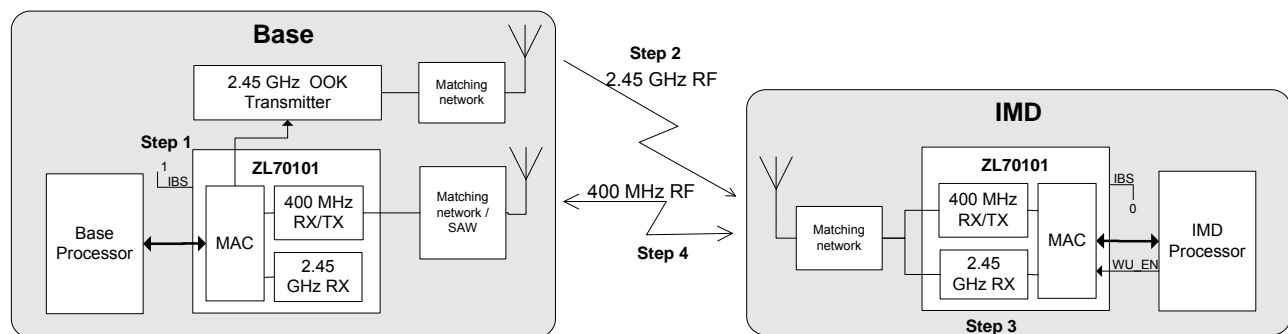 Base
2.45 GHz OOK
Transmitter
Matching
network
Step 2
2.45 GHz RF
Step 1
1
IBS
ZL70101
Base
Processor
MAC
400 MHz
RX/TX
2.45
GHz RX
Matching
network /
SAW
400 MHz RF
Step 4
IMD
Matching
network
ZL70101
400 MHz
RX/TX
2.45
GHz RX
MAC
IBS
0
WU_EN
IMD
Processor
Step 3